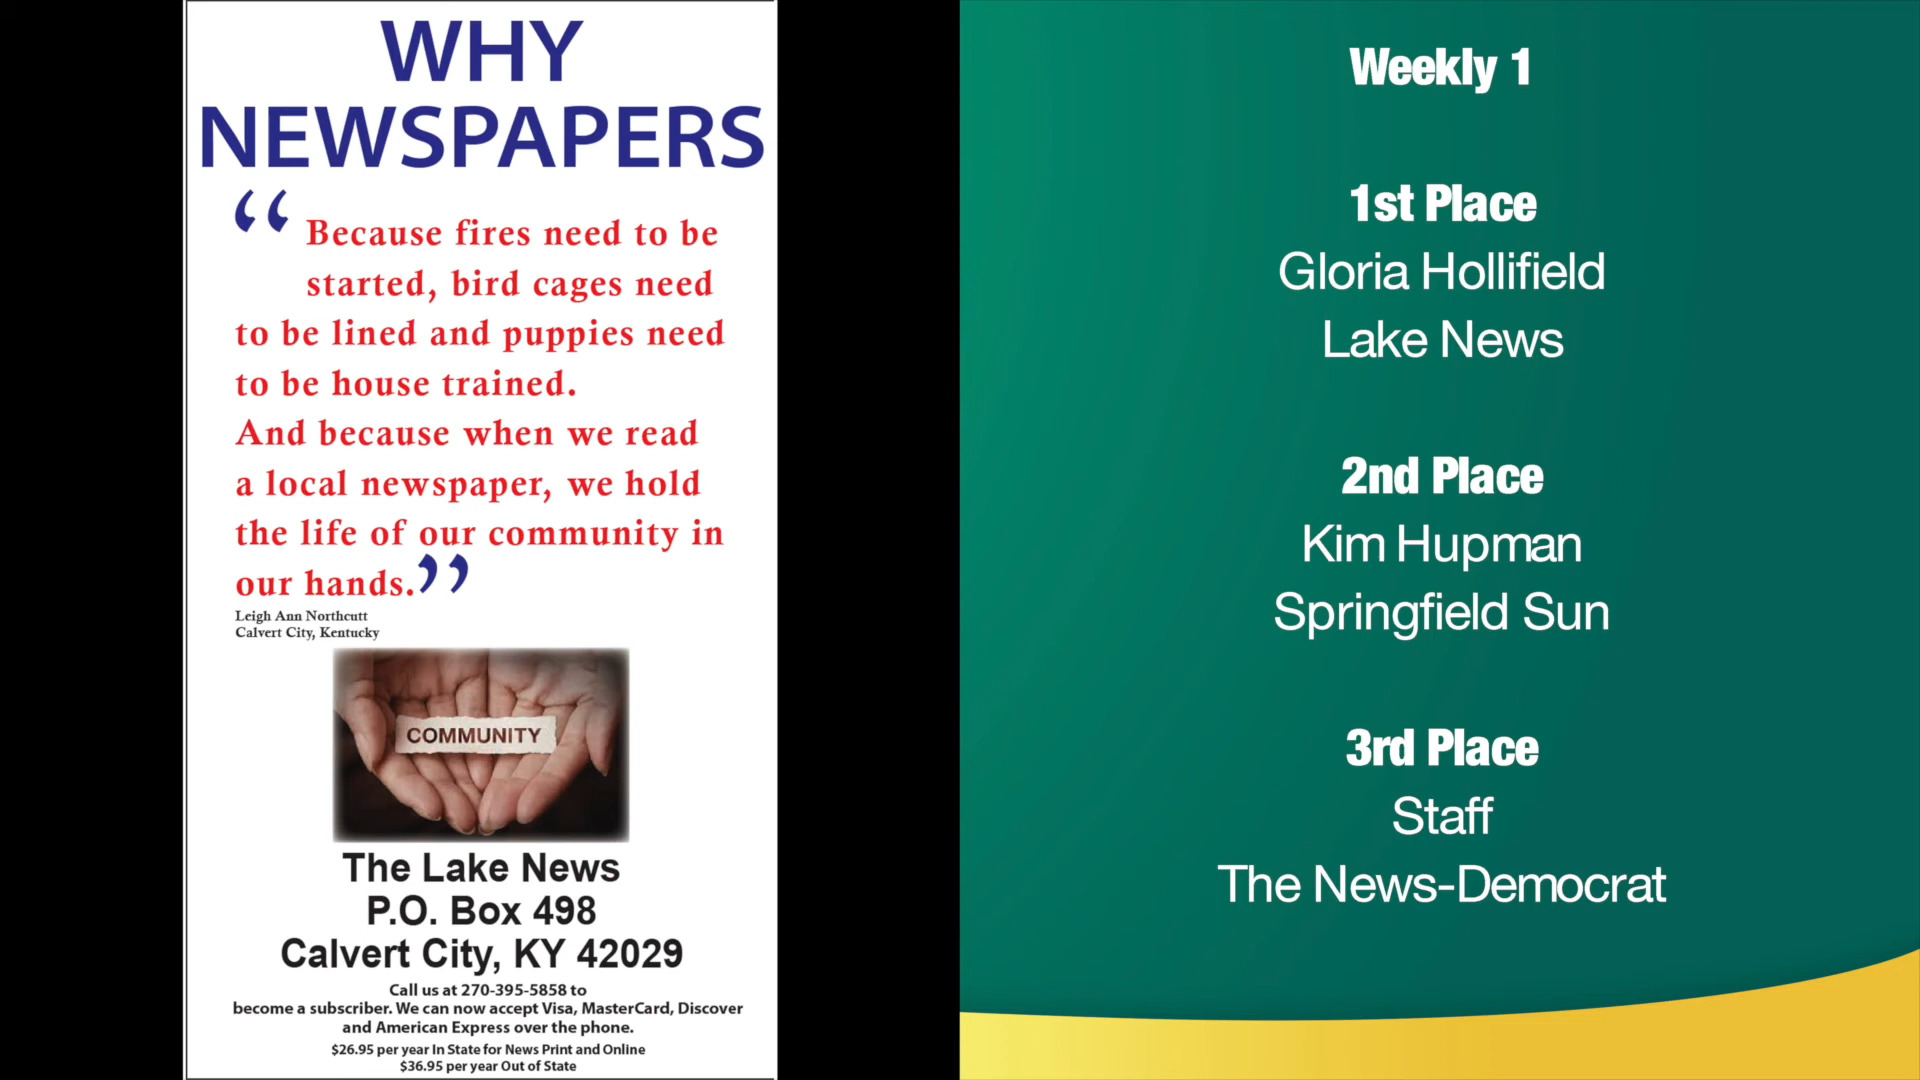 WHY
NEWSPAPERS
“ Because fires need to be
started, bird cages need
to be lined and puppies need
to be house trained.
And because when we read
a local newspaper, we hold
the life of our community in
our hands.”
Leigh Ann Northcutt
Calvert City, Kentucky
COMMUNITY
The Lake News
P.O. Box 498
Calvert City, KY 42029
Call us at 270-395-5858 to
become a subscriber. We can now accept Visa, MasterCard, Discover
and American Express over the phone.
$26.95 per year In State for News Print and Online
$36.95 per year Out of State
Weekly 1
1st Place
Gloria Hollifield
Lake News
2nd Place
Kim Hupman
Springfield Sun
3rd Place
Staff
The News-Democrat